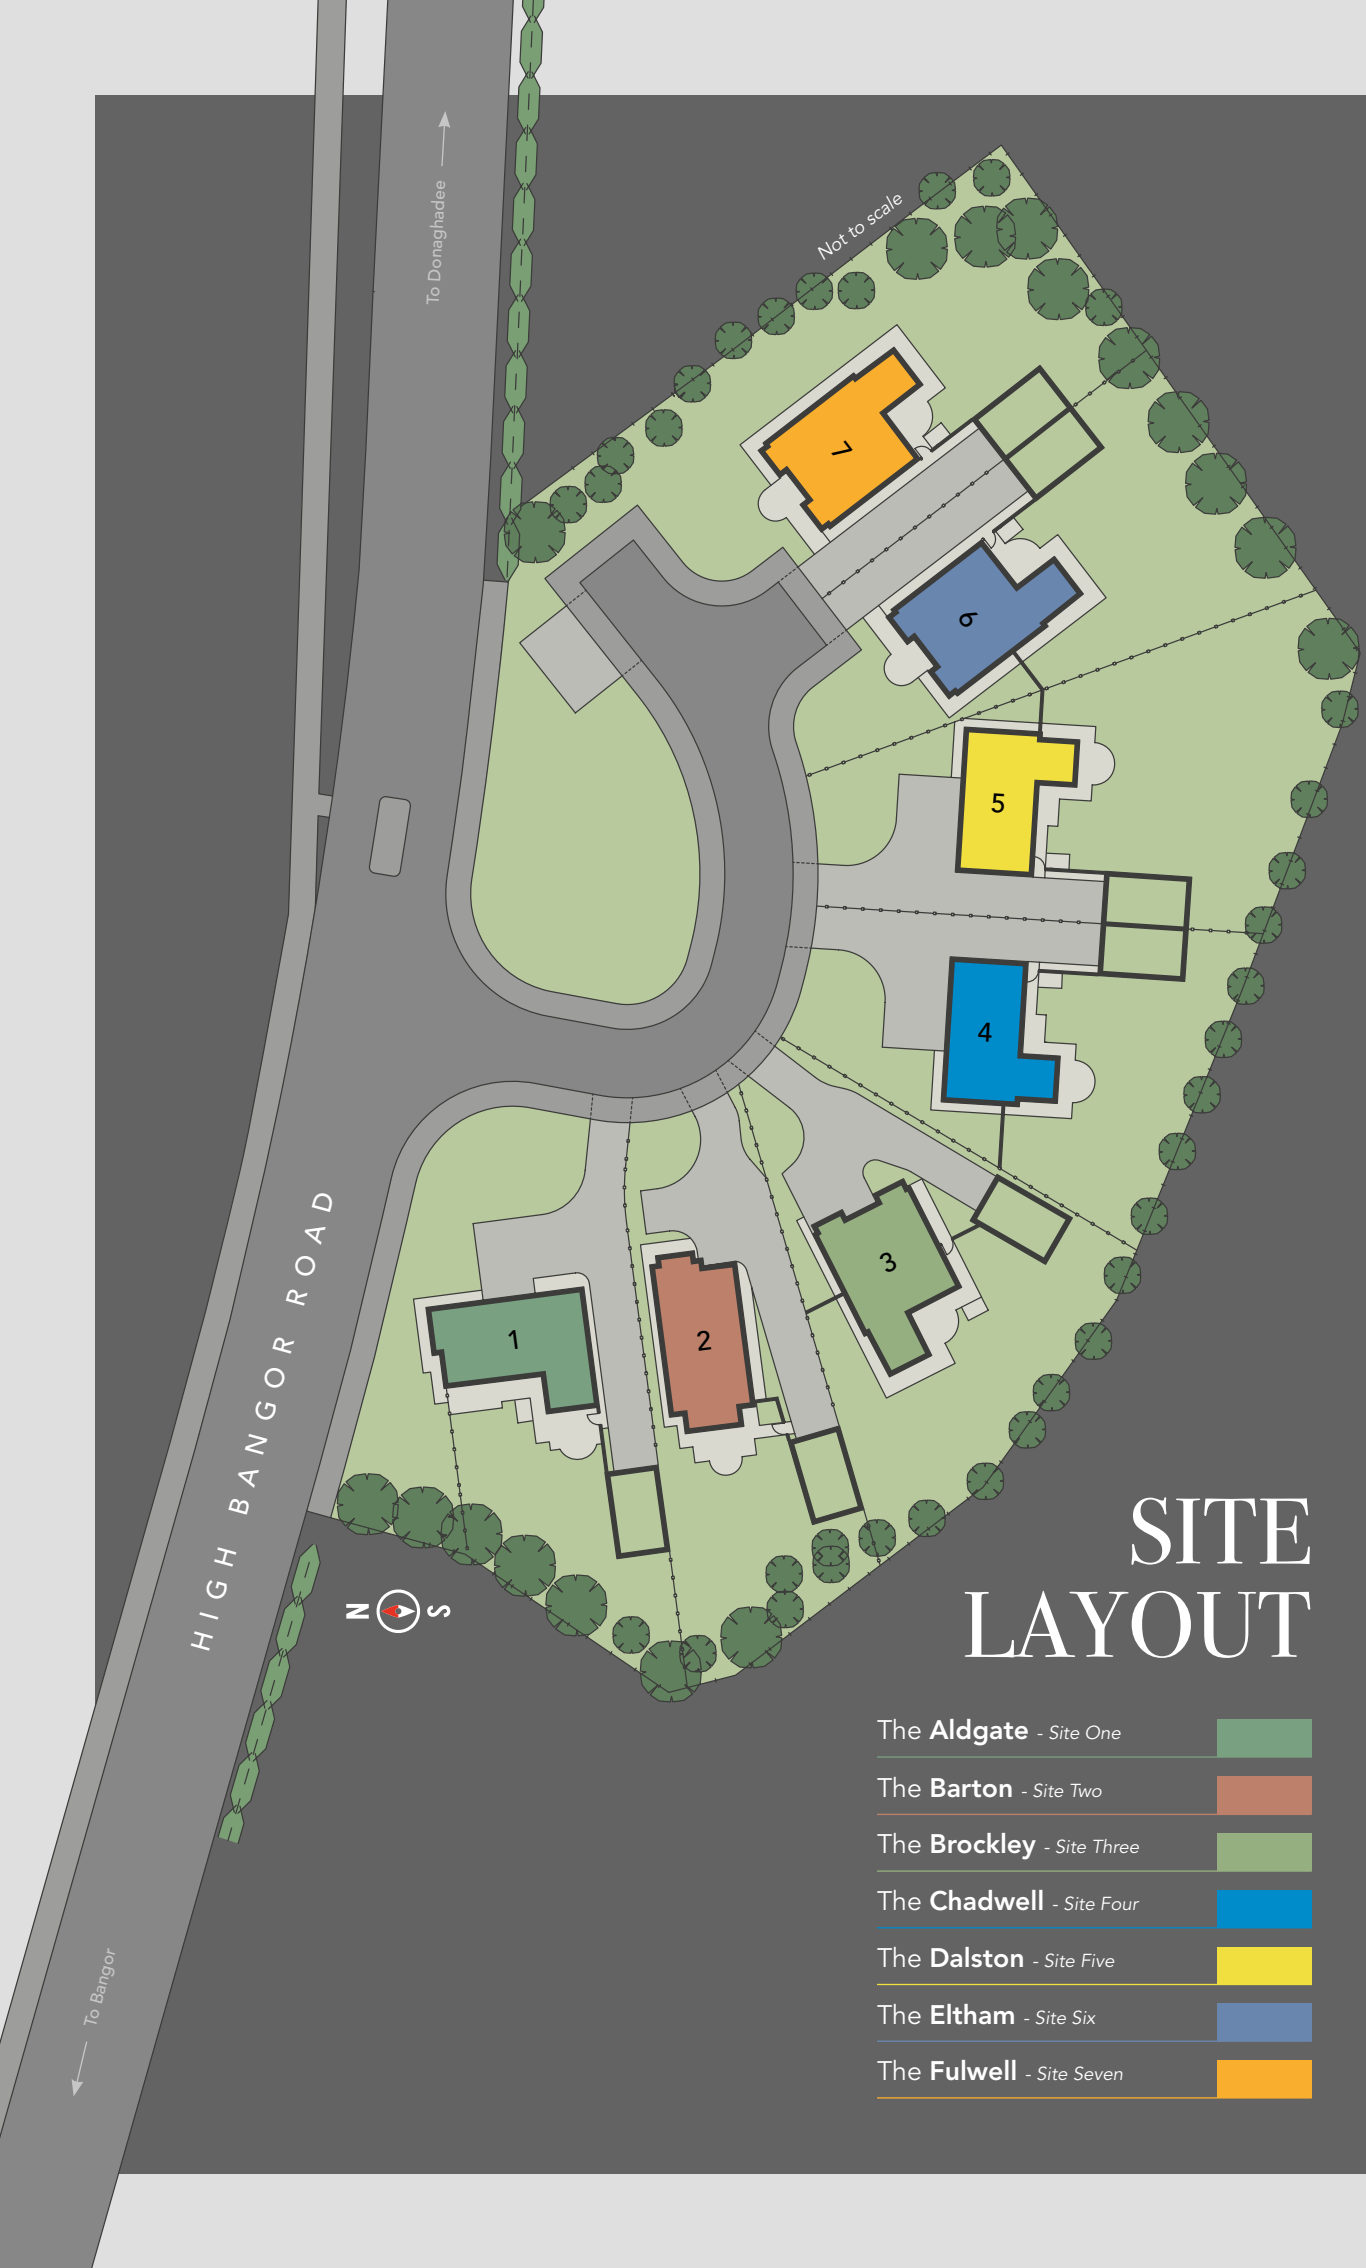 To Donaghadee
Not to scale
7
6
5
4
3
2
1
HIGH BANGOR ROAD
N
S
To Bangor
SITE
LAYOUT
The Aldgate - Site One
The Barton - Site Two
The Brockley - Site Three
The Chadwell - Site Four
The Dalston - Site Five
The Eltham - Site Six
The Fulwell - Site Seven